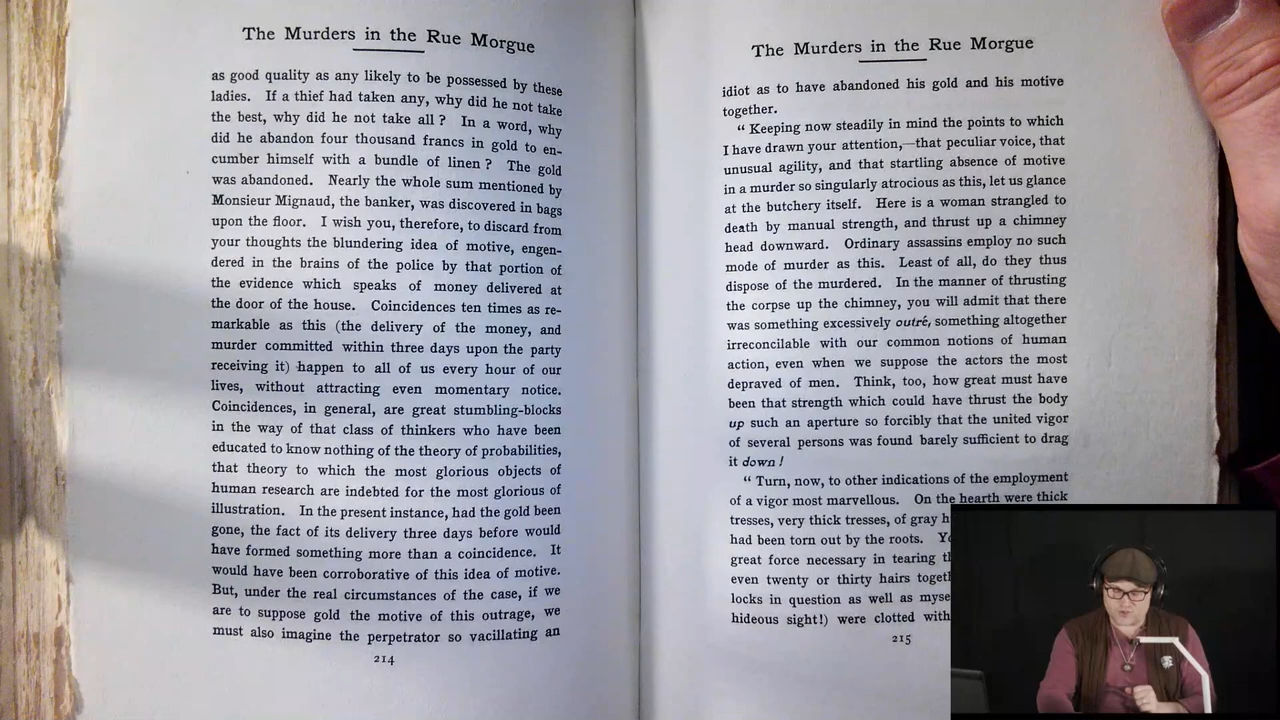 The Murders in the Rue Morgue
as good quality as any likely to be possessed by these
ladies. If a thief had taken any, why did he not take
the best, why did he not take all? In a word, why
did he abandon four thousand francs in gold to en-
cumber himself with a bundle of linen? The gold
was abandoned. Nearly the whole sum mentioned by
Monsieur Mignaud, the banker, was discovered in bags
upon the floor. I wish you, therefore, to discard from
your thoughts the blundering idea of motive, engen-
dered in the brains of the police by that portion of
the evidence which speaks of money delivered at
the door of the house. Coincidences ten times as re-
markable as this (the delivery of the money, and
murder committed within three days upon the party
receiving it) happen to all of us every hour of our
lives, without attracting even momentary notice.
Coincidences, in general, are great stumbling-blocks
in the way of that class of thinkers who have been
educated to know nothing of the theory of probabilities,
that theory to which the most glorious objects of
human research are indebted for the most glorious of
illustration. In the present instance, had the gold been
gone, the fact of its delivery three days before would
have formed something more than a coincidence. It
would have been corroborative of this idea of motive.
But, under the real circumstances of the case, if we
are to suppose gold the motive of this outrage, we
must also imagine the perpetrator so vacillating an
214
The Murders in the Rue Morgue
idiot as to have abandoned his gold and his motive
together.
“ Keeping now steadily in mind the points to which
I have drawn your attention,—that peculiar voice, that
unusual agility, and that startling absence of motive
in a murder so singularly atrocious as this, let us glance
at the butchery itself. Here is a woman strangled to
death by manual strength, and thrust up a chimney
head downward. Ordinary assassins employ no such
mode of murder as this. Least of all, do they thus
dispose of the murdered. In the manner of thrusting
the corpse up the chimney, you will admit that there
was something excessively outré, something altogether
irreconcilable with our common notions of human
action, even when we suppose the actors the most
depraved of men. Think, too, how great must have
been that strength which could have thrust the body
up such an aperture so forcibly that the united vigor
of several persons was found barely sufficient to drag
it down!
“ Turn, now, to other indications of the employment
of a vigor most marvellous. On the hearth were thick
tresses, very thick tresses, of gray
had been torn out by the roots.
great force necessary in tearing
even twenty or thirty hairs
locks in question as well as
hideous sight!) were clotted with
215